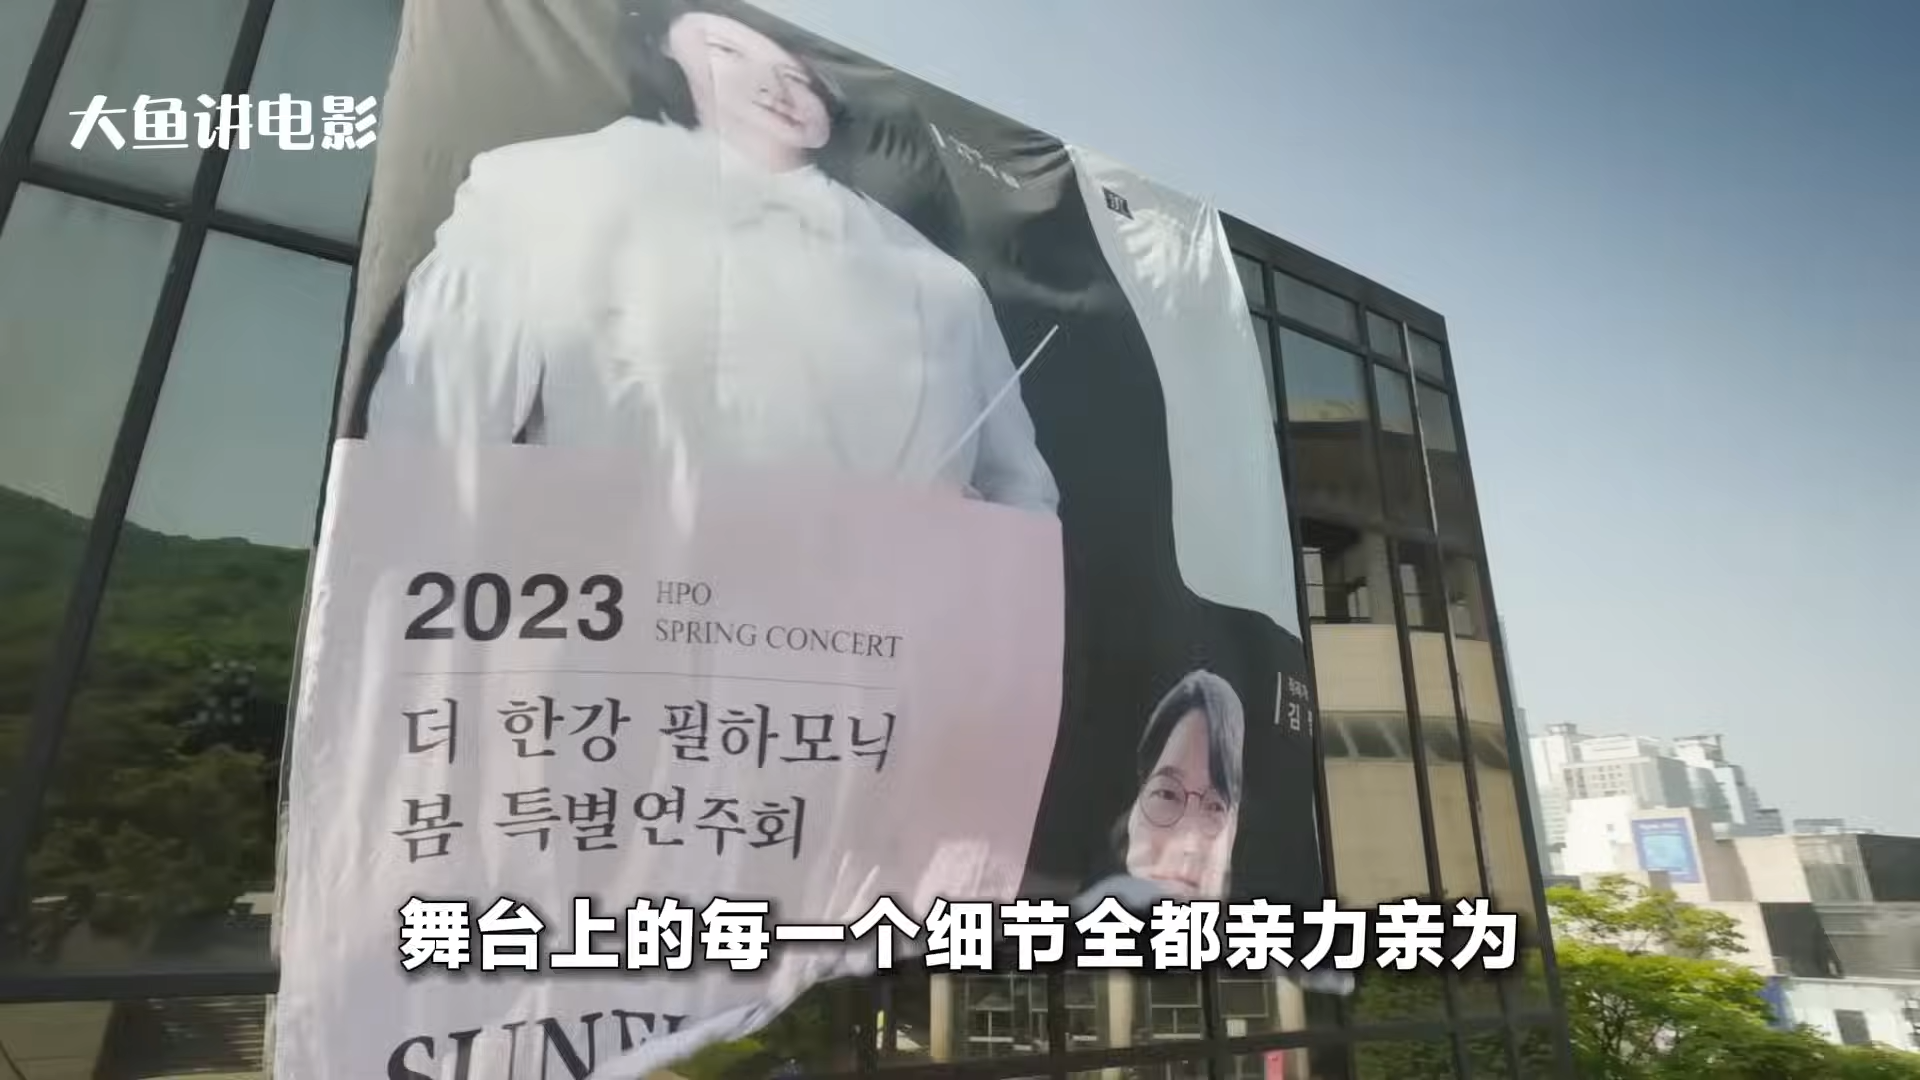 大鱼讲电影
2023
HPO
SPRING CONCERT
더 한강 필하모닉
봄 특별연주회
김
舞台上的每一个细节全都亲力亲为